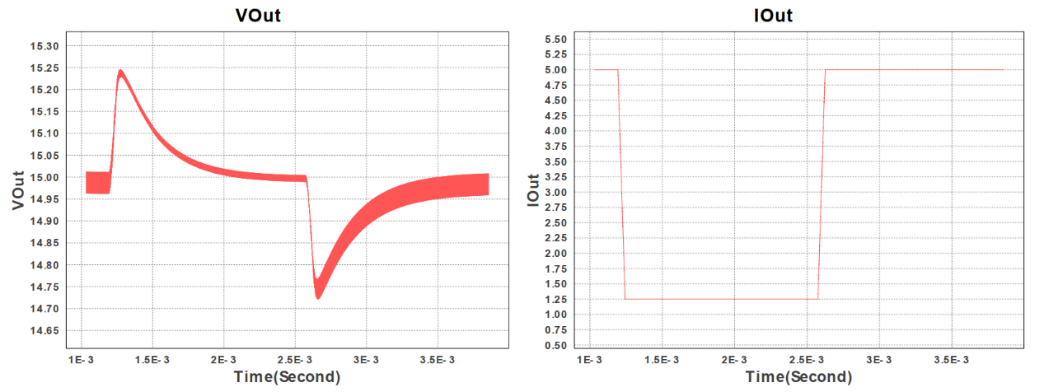 VOut
15.30
15.25
15.20
15.15
15.10
15.05
15.00
14.95
14.90
14.85
14.80
14.75
14.70
14.65
VOut
1E- 3
1.5E- 3
2E- 3
2.5E- 3
3E- 3
3.5E- 3
Time(Second)
IOut
5.50
5.25
5.00
4.75
4.50
4.25
4.00
3.75
3.50
3.25
3.00
2.75
2.50
2.25
2.00
1.75
1.50
1.25
1.00
0.75
0.50
IOut
1E- 3
1.5E- 3
2E- 3
2.5E- 3
3E- 3
3.5E- 3
Time(Second)